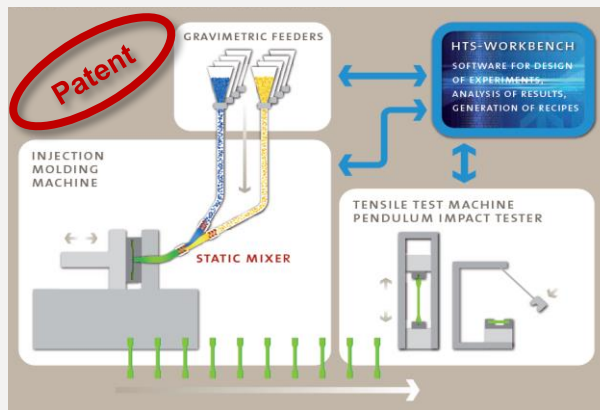 Patent
GRAVIMETRIC FEEDERS
HTS-WORKBENCH
SOFTWARE FOR DESIGN
OF EXPERIMENTS,
ANALYSIS OF RESULTS,
GENERATION OF RECIPES
INJECTION
MOLDING
MACHINE
STATIC MIXER
TENSILE TEST MACHINE
PENDULUM IMPACT TESTER